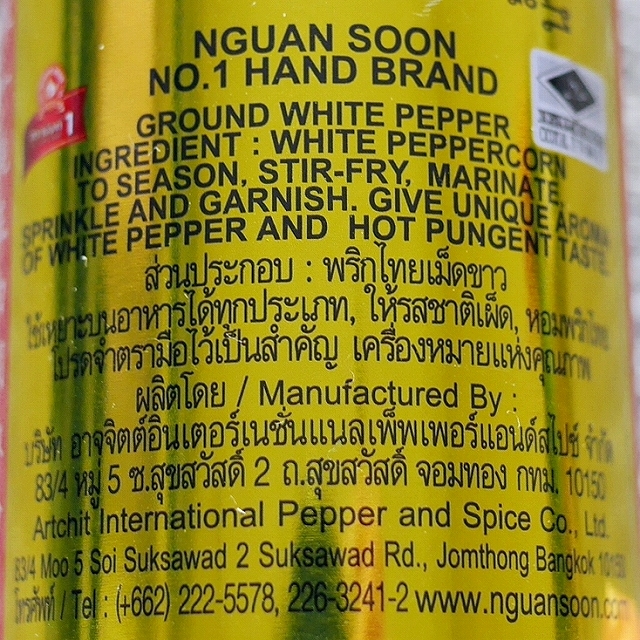 NGUAN SOON
NO.1 HAND BRAND
GROUND WHITE PEPPER
INGREDIENT : WHITE PEPPERCORN
TO SEASON, STIR-FRY, MARINATE,
SPRINKLE AND GARNISH. GIVE UNIQUE AROMA
OF WHITE PEPPER AND HOT PUNGENT TASTE.
ส่วนประกอบ : พริกไทยเม็ดขาว
ใช้เหยาะบนอาหารได้ทุกประเภท, ให้รสชาติเผ็ด, หอมพริกไทย
โปรดจำตรามือไว้เป็นสำคัญ เครื่องหมายแห่งคุณภาพ
ผลิตโดย / Manufactured By :
บริษัท อาจจิตต์อินเตอร์เนชั่นแนลเพ็พเพอร์แอนด์สไปซ์ จำกัด
83/4 หมู่ 5 ซ.สุขสวัสดิ์ 2 ถ.สุขสวัสดิ์ จอมทอง กทม. 10150
Artchit International Pepper and Spice Co., Ltd.
83/4 Moo 5 Soi Suksawad 2 Suksawad Rd., Jomthong Bangkok 10150
โทรศัพท์ / Tel : (+662) 222-5578, 226-3241-2 www.nguansoon.com